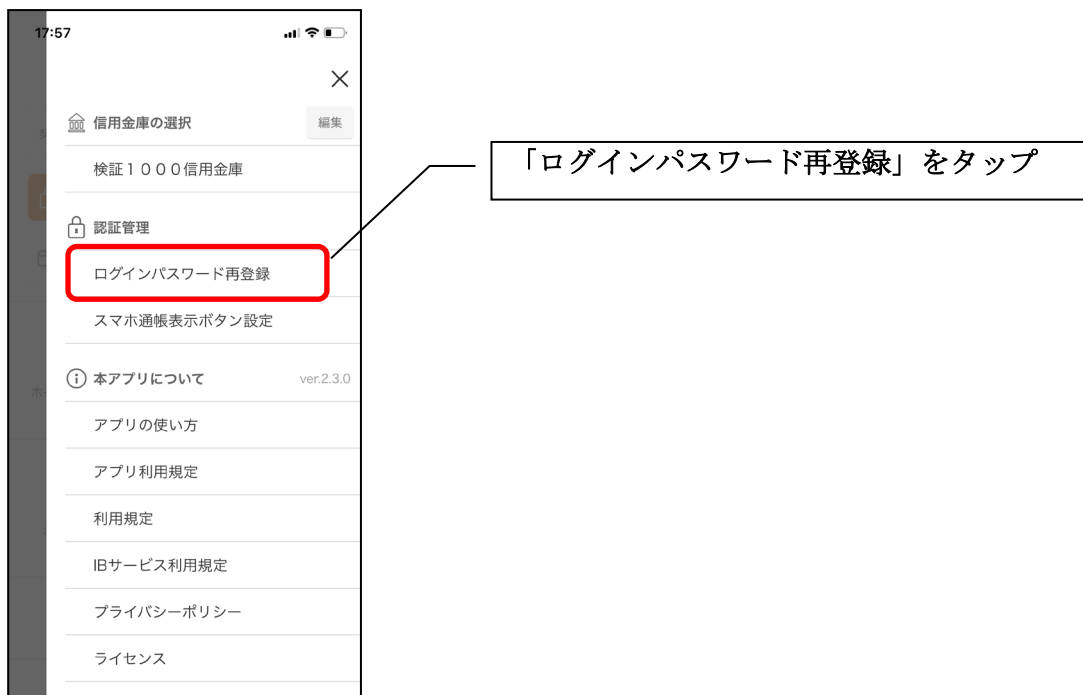 17:57
信用金庫の選択
編集
検証１０００信用金庫
認証管理
ログインパスワード再登録
スマホ通帳表示ボタン設定
本アプリについて
ver.2.3.0
アプリの使い方
アプリ利用規定
利用規定
IBサービス利用規定
プライバシーポリシー
ライセンス
「ログインパスワード再登録」をタップ